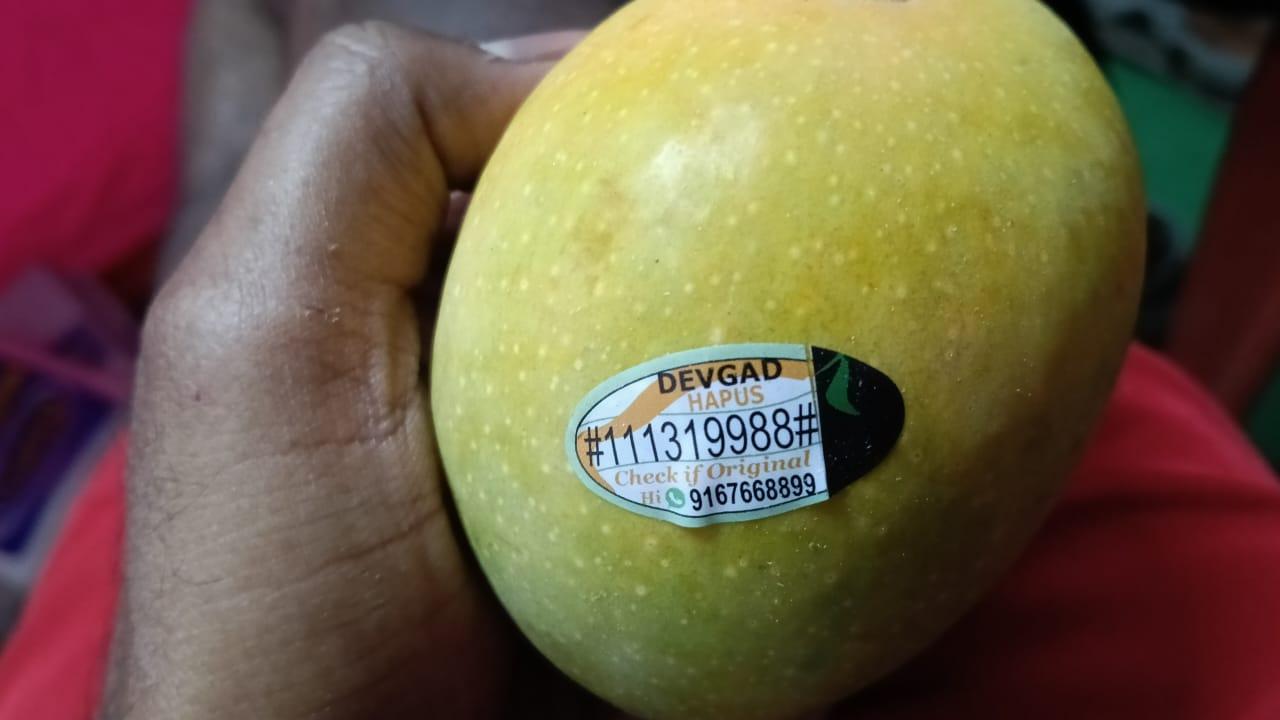 DEVGAD
HAPUS
#111319988#
Check if Original
Hi 9167668899